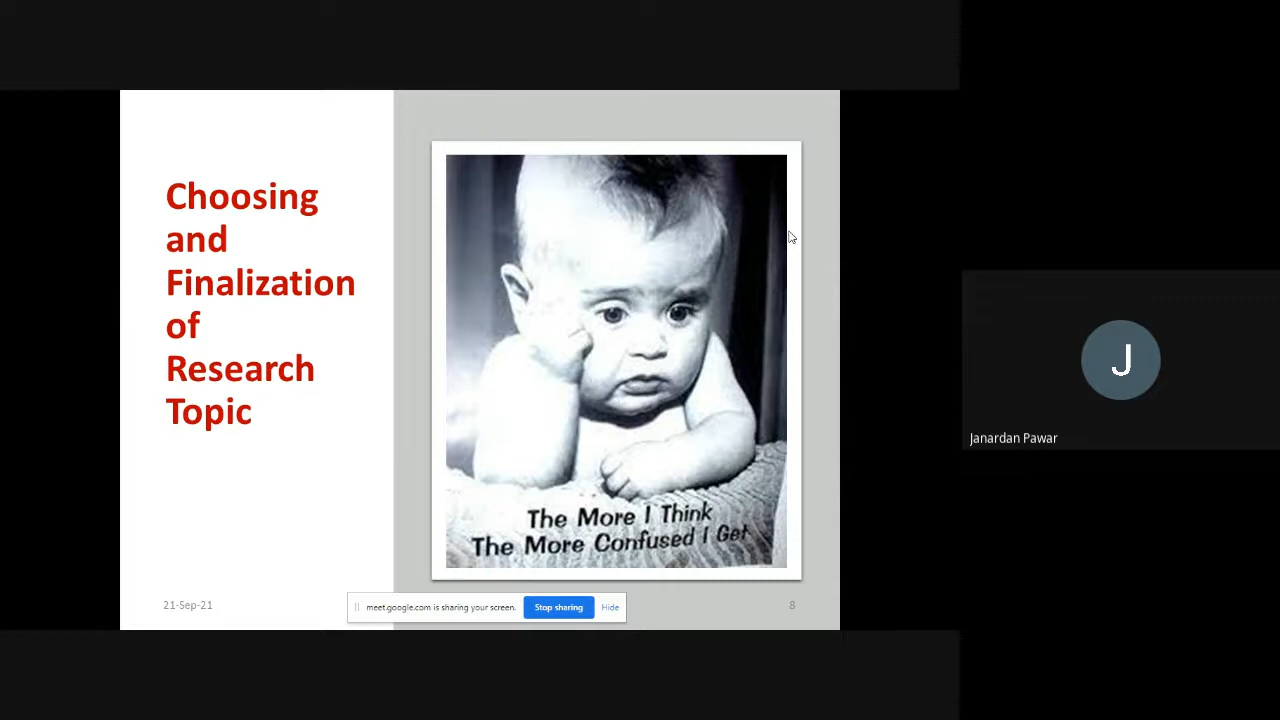 Choosing
and
Finalization
of
Research
Topic
The More I Think
The More Confused I Get
21-Sep-21
meet.google.com is sharing your screen.
Stop sharing
Hide
8
J
Janardan Pawar